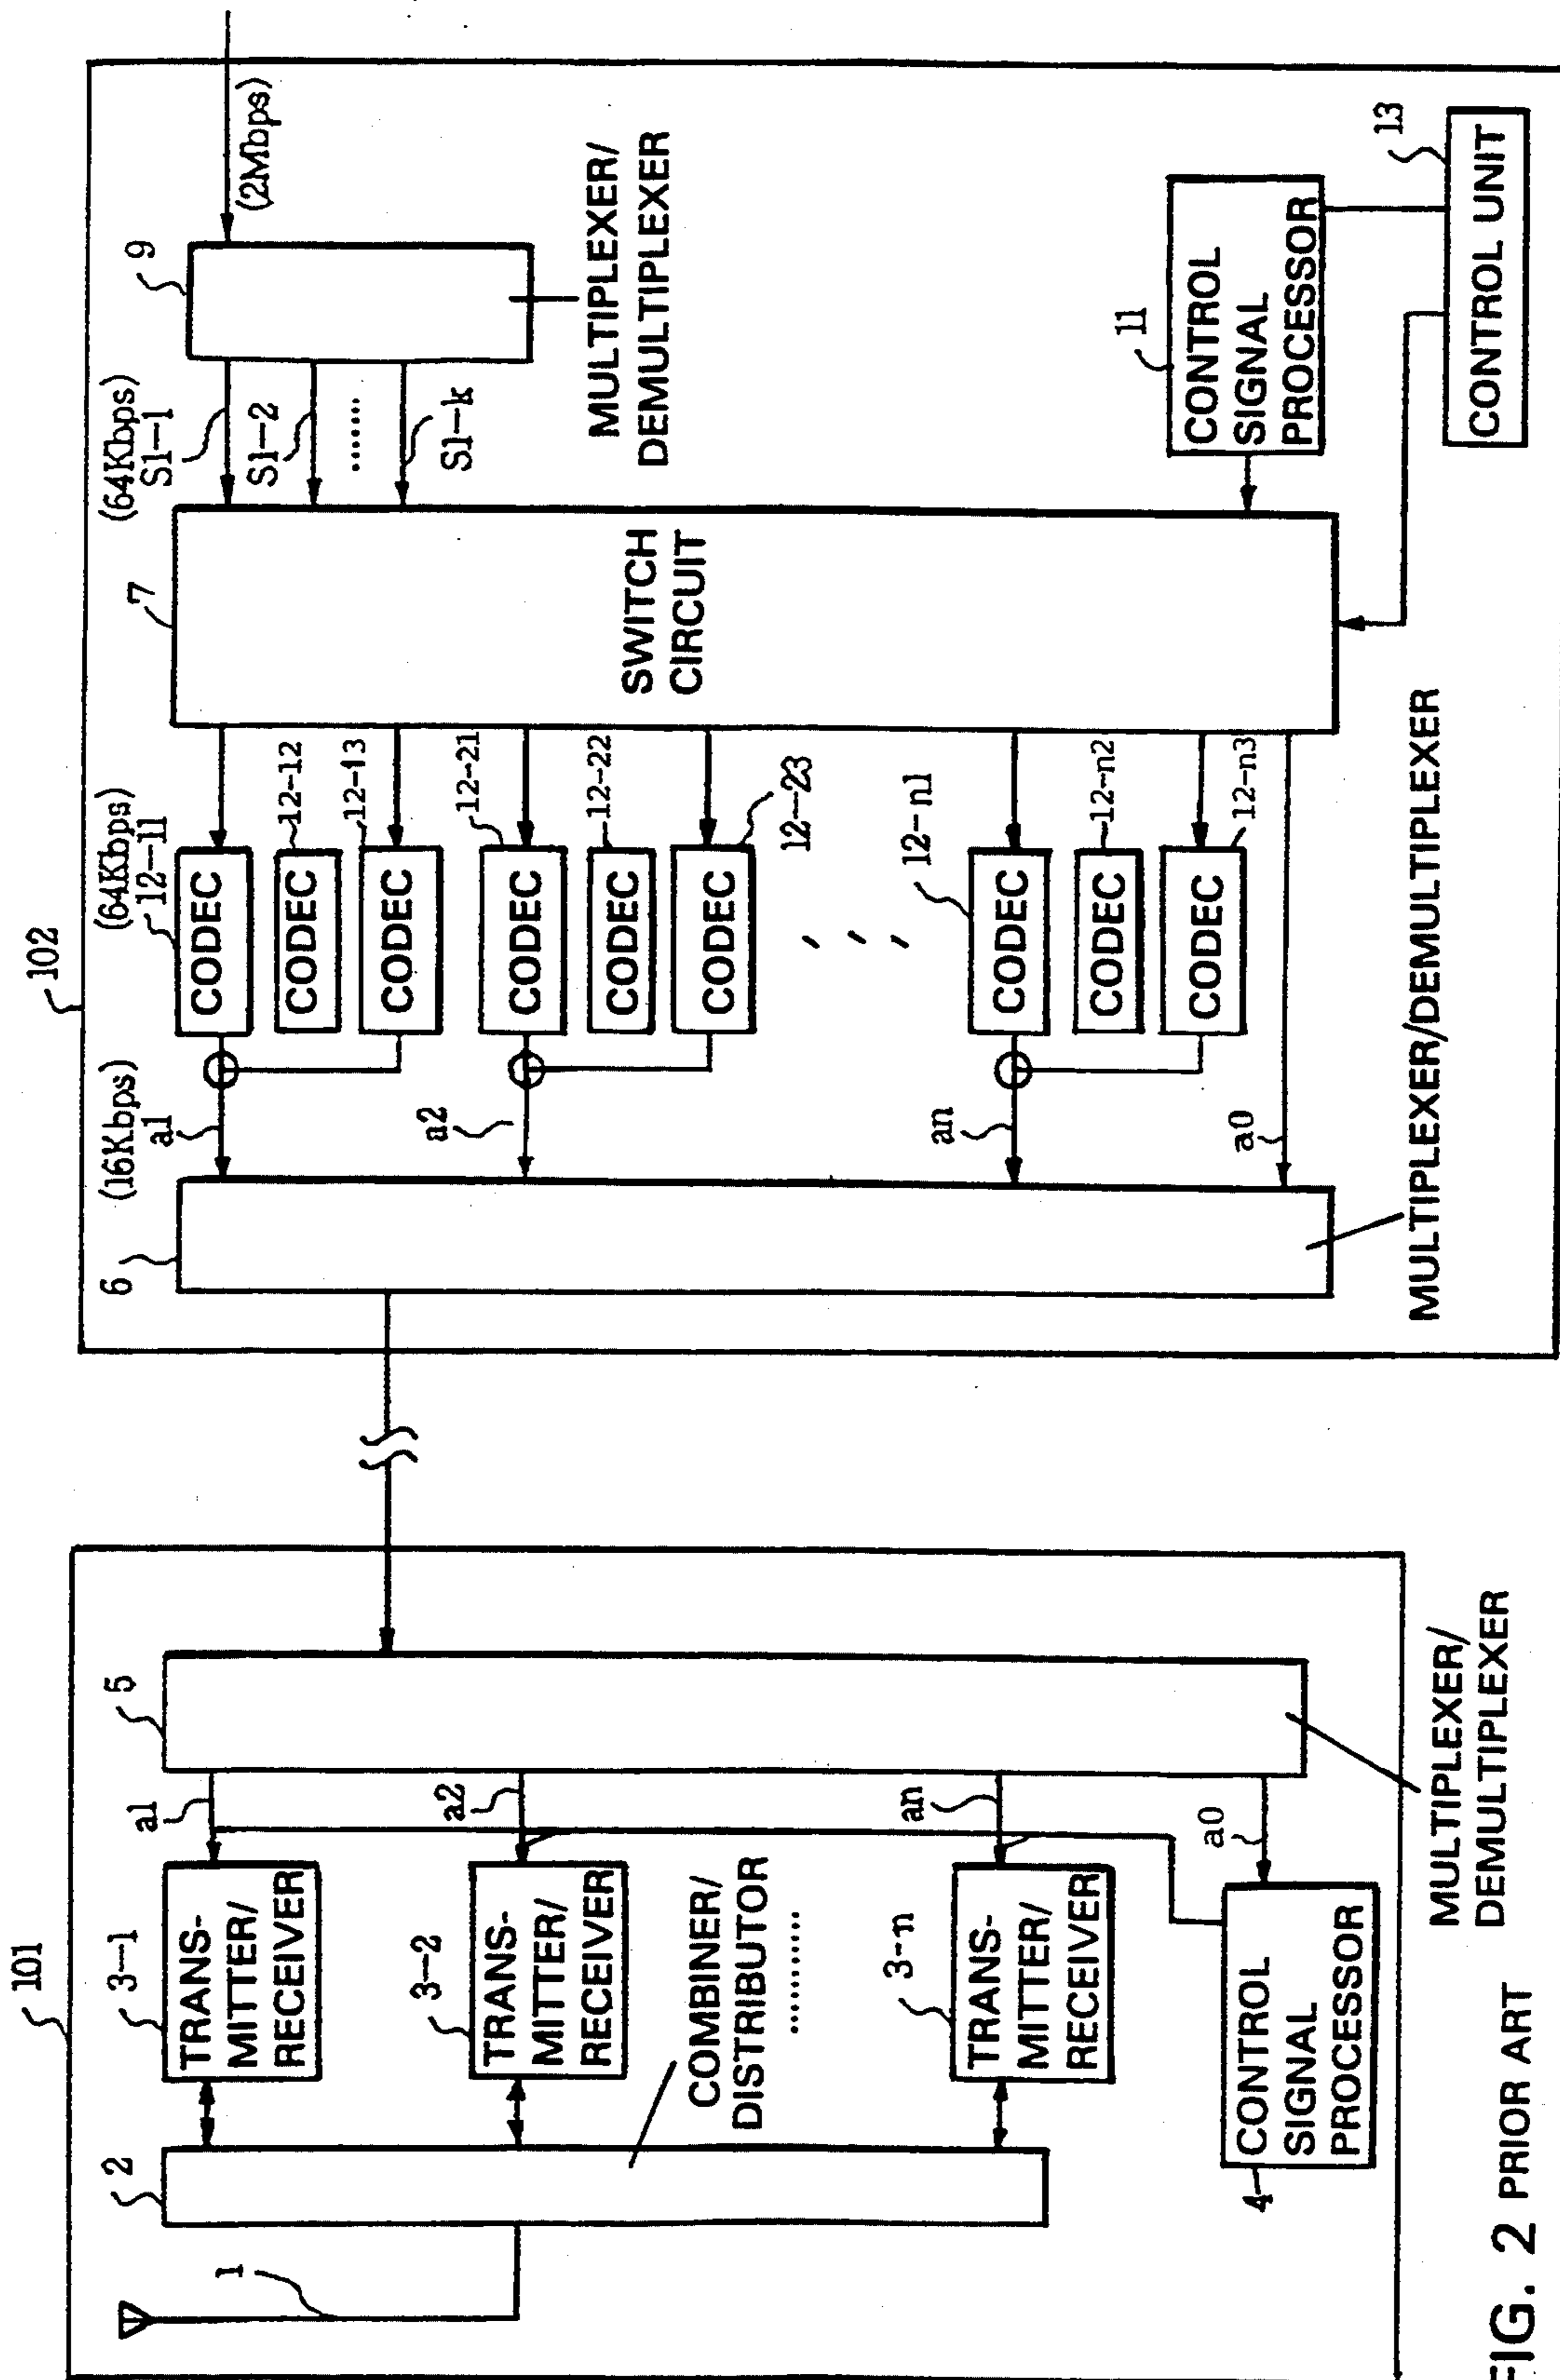 101
1
2
3-1
TRANS-
MITTER/
RECEIVER
3-2
TRANS-
MITTER/
RECEIVER
COMBINER/
DISTRIBUTOR
..........
3-n
TRANS-
MITTER/
RECEIVER
4
CONTROL
SIGNAL
PROCESSOR
a1
a2
an
a0
5
MULTIPLEXER/
DEMULTIPLEXER
102
6
(16Kbps)
a1
a2
an
a0
MULTIPLEXER/DEMULTIPLEXER
(64Kbps)
12-11
CODEC
12-12
CODEC
12-13
CODEC
12-21
CODEC
12-22
CODEC
12-23
CODEC
12-n1
CODEC
12-n2
CODEC
12-n3
CODEC
7
SWITCH
CIRCUIT
(64Kbps)
S1-1
S1-2
......
S1-k
9
(2Mbps)
MULTIPLEXER/
DEMULTIPLEXER
11
CONTROL
SIGNAL
PROCESSOR
13
CONTROL UNIT
FIG. 2 PRIOR ART